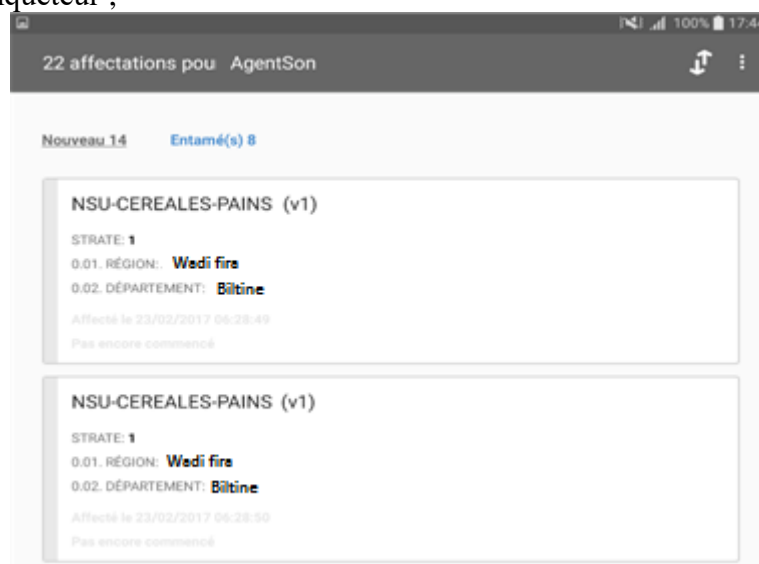 queteur ;
100% 17:4
22 affectations pou AgentSon
Nouveau 14 Entamé(s) 8
NSU-CEREALES-PAINS (v1)
STRATE: 1
0.01. RÉGION:. Wadi fira
0.02. DÉPARTEMENT: Biltine
Affecté le 23/02/2017 06:28:49
Pas encore commencé
NSU-CEREALES-PAINS (v1)
STRATE: 1
0.01. RÉGION: Wadi fira
0.02. DÉPARTEMENT: Biltine
Affecté le 23/02/2017 06:28:50
Pas encore commencé